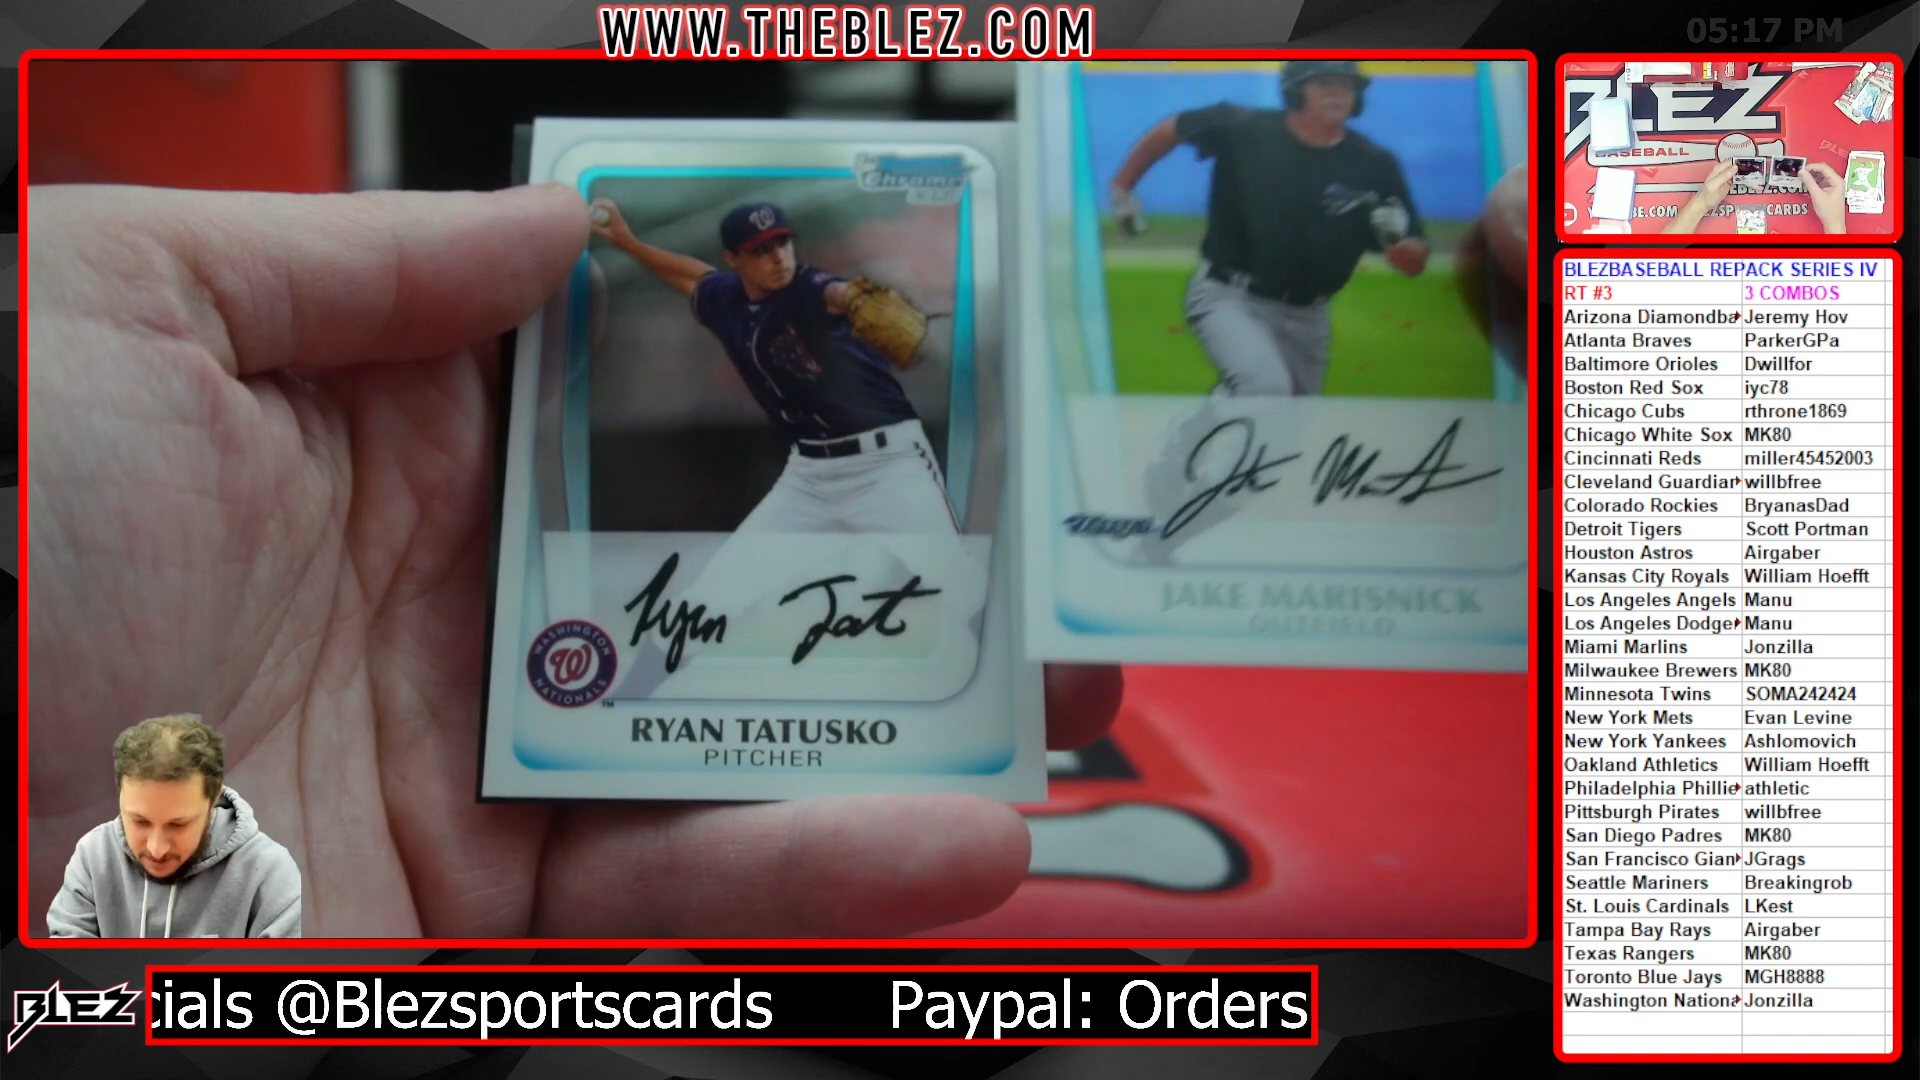 WWW.THEBLEZ.COM
05:17 PM
Chrome
Ryan Tat
WASHINGTON
W
NATIONALS
TM
RYAN TATUSKO
PITCHER
JAKE MARISNICK
OUTFIELD
BLEZ
BASEBALL
CARDS
BLEZBASEBALL REPACK SERIES IV
RT #3 3 COMBOS
Arizona Diamondba Jeremy Hov
Atlanta Braves ParkerGPa
Baltimore Orioles Dwillfor
Boston Red Sox iyc78
Chicago Cubs rthrone1869
Chicago White Sox MK80
Cincinnati Reds miller45452003
Cleveland Guardian willbfree
Colorado Rockies BryanasDad
Detroit Tigers Scott Portman
Houston Astros Airgaber
Kansas City Royals William Hoefft
Los Angeles Angels Manu
Los Angeles Dodge Manu
Miami Marlins Jonzilla
Milwaukee Brewers MK80
Minnesota Twins SOMA242424
New York Mets Evan Levine
New York Yankees Ashlomovich
Oakland Athletics William Hoefft
Philadelphia Phillie athletic
Pittsburgh Pirates willbfree
San Diego Padres MK80
San Francisco Gian JGrags
Seattle Mariners Breakingrob
St. Louis Cardinals LKest
Tampa Bay Rays Airgaber
Texas Rangers MK80
Toronto Blue Jays MGH8888
Washington Nationa Jonzilla
BLEZ
cials @Blezsportscards Paypal: Orders